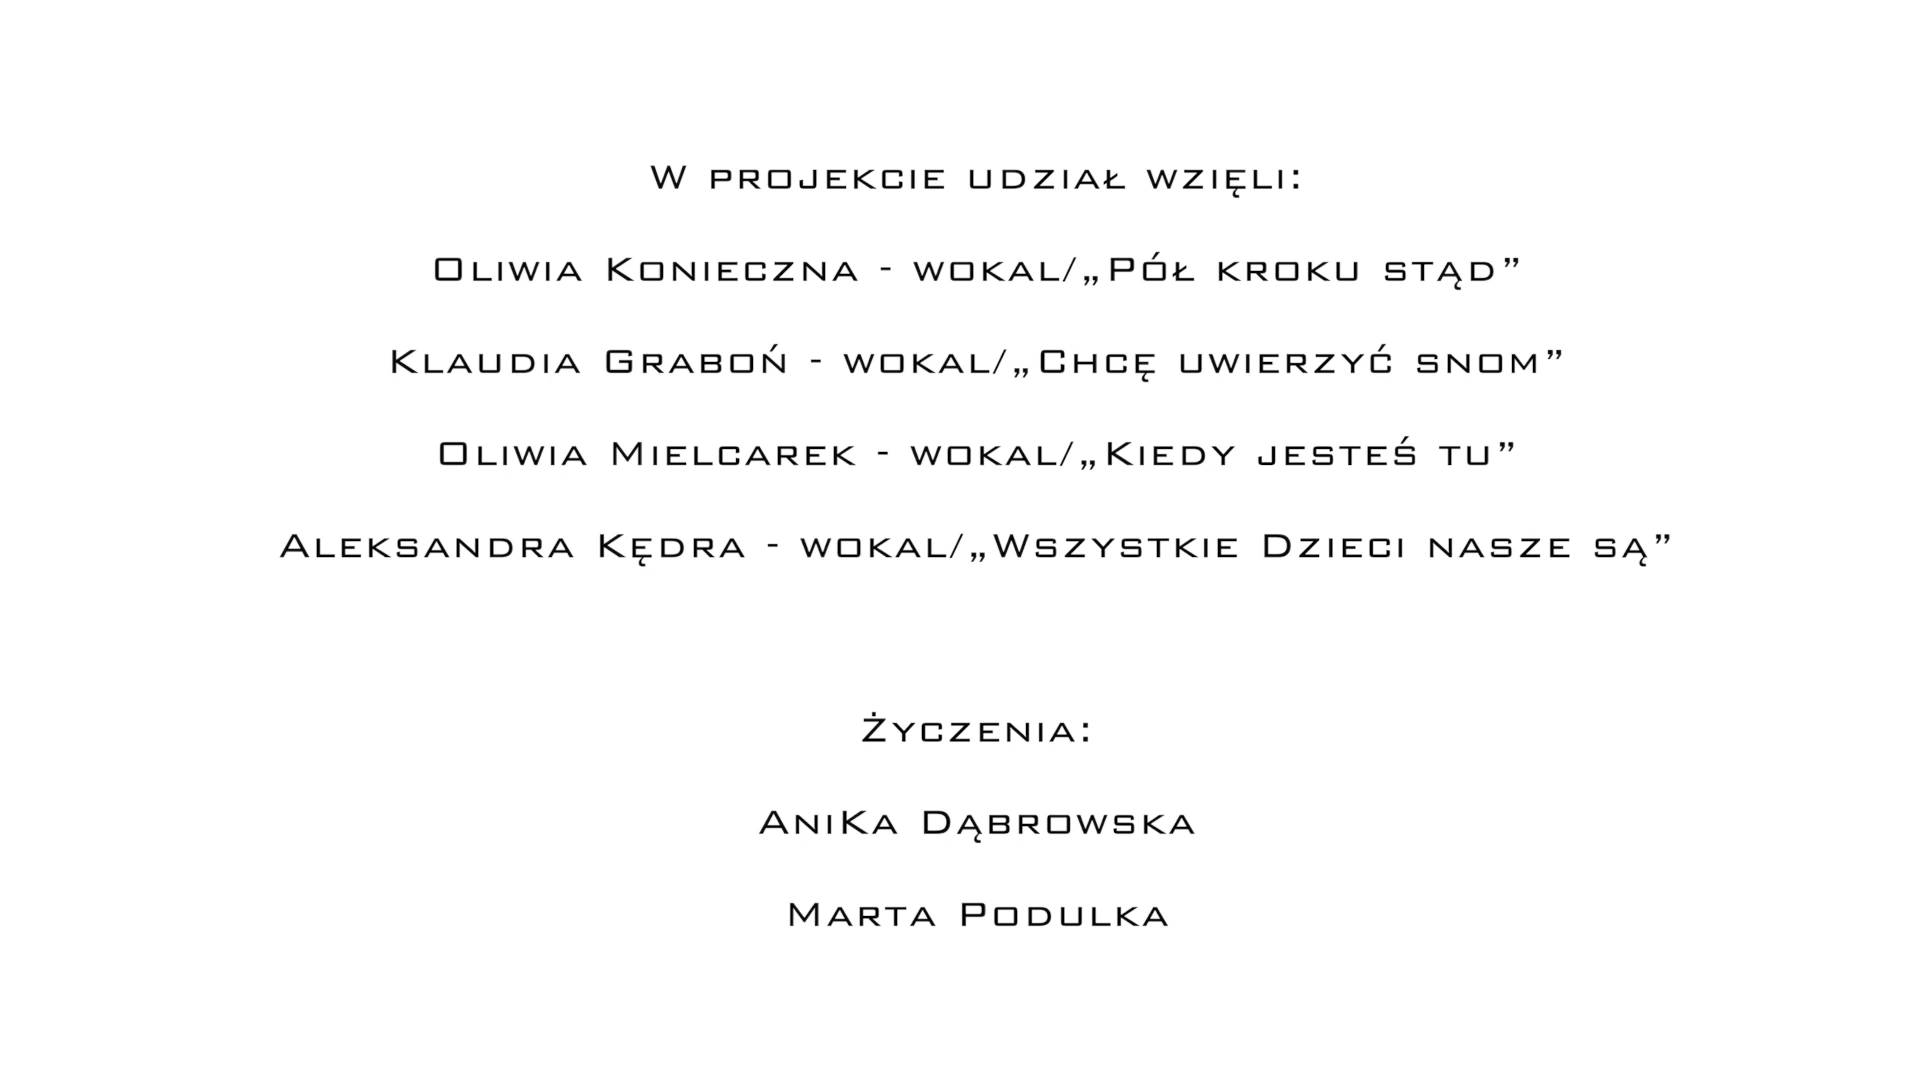 W projekcie udział wzięli:
Oliwia Konieczna - wokal/„Pół kroku stąd”
Klaudia Graboń - wokal/„Chcę uwierzyć snom”
Oliwia Mielcarek - wokal/„Kiedy jesteś tu”
Aleksandra Kędra - wokal/„Wszystkie Dzieci nasze są”
Życzenia:
AniKa Dąbrowska
Marta Podulka